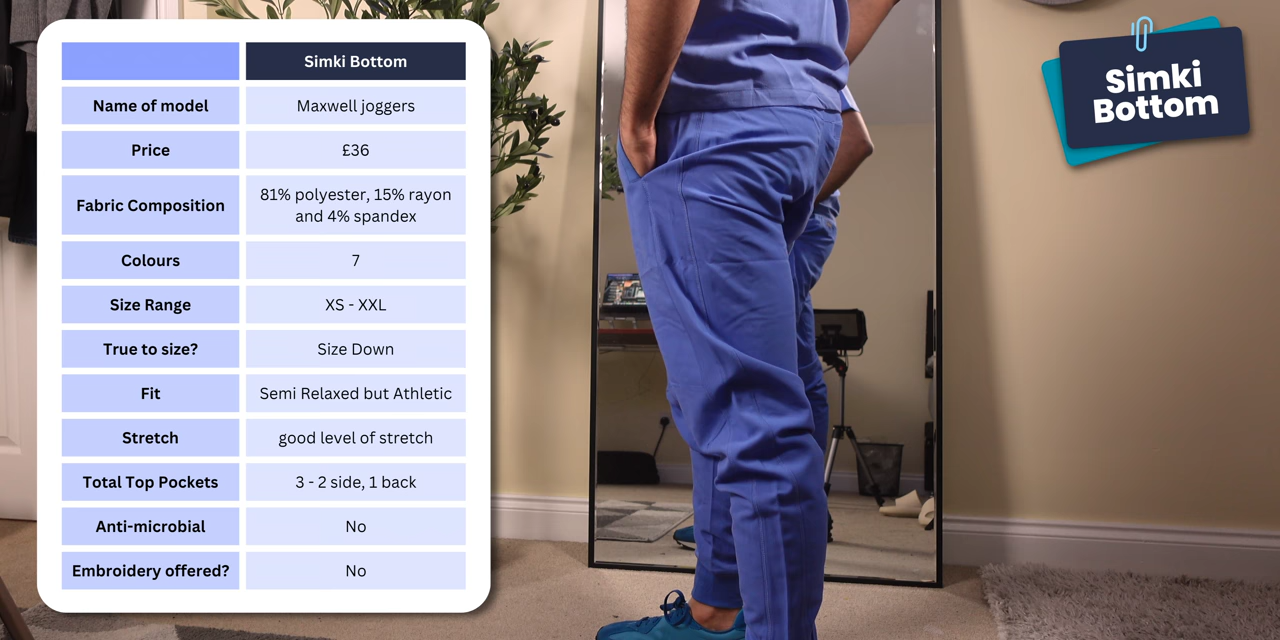 Simki Bottom
Name of model
Maxwell joggers
Price
£36
Fabric Composition
81% polyester, 15% rayon
and 4% spandex
Colours
7
Size Range
XS - XXL
True to size?
Size Down
Fit
Semi Relaxed but Athletic
Stretch
good level of stretch
Total Top Pockets
3 - 2 side, 1 back
Anti-microbial
No
Embroidery offered?
No
Simki
Bottom